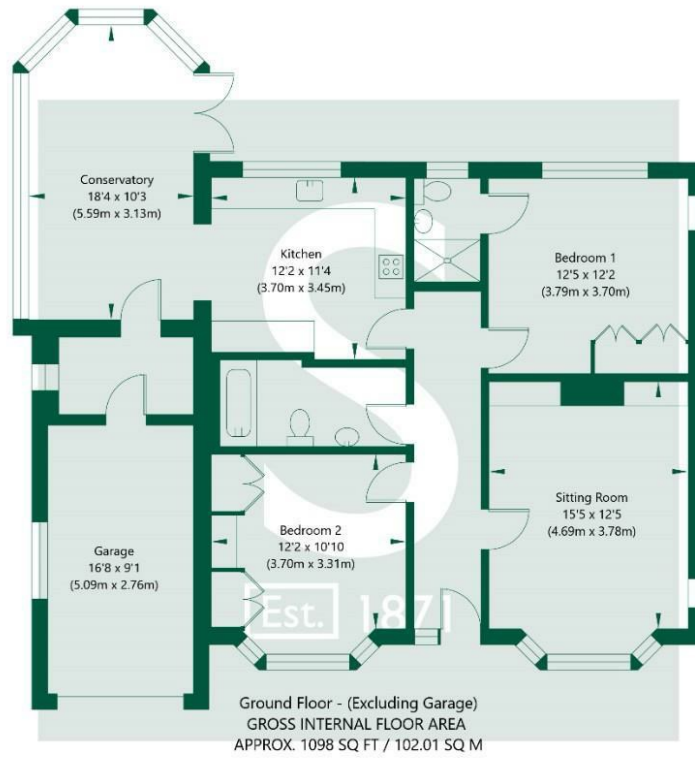 Conservatory
18'4 x 10'3
(5.59m x 3.13m)
Kitchen
12'2 x 11'4
(3.70m x 3.45m)
Bedroom 1
12'5 x 12'2
(3.79m x 3.70m)
Sitting Room
15'5 x 12'5
(4.69m x 3.78m)
Bedroom 2
12'2 x 10'10
(3.70m x 3.31m)
Garage
16'8 x 9'1
(5.09m x 2.76m)
S
Est. 1871
Ground Floor - (Excluding Garage)
GROSS INTERNAL FLOOR AREA
APPROX. 1098 SQ FT / 102.01 SQ M